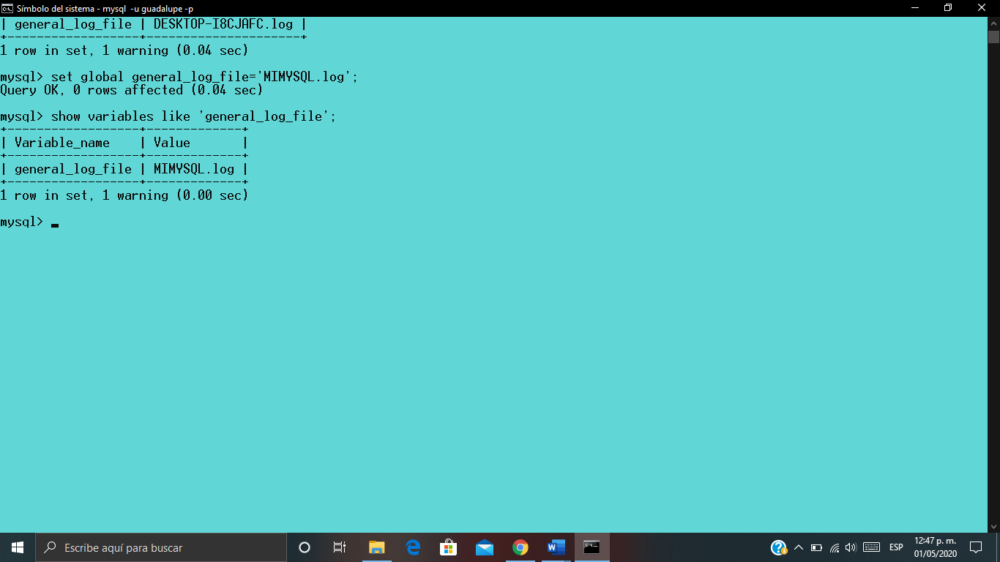 Símbolo del sistema - mysql -u guadalupe -p
| general_log_file | DESKTOP-I8CJAFC.log |
+------------------+---------------------+
1 row in set, 1 warning (0.04 sec)
mysql> set global general_log_file='MIMYSQL.log';
Query OK, 0 rows affected (0.04 sec)
mysql> show variables like 'general_log_file';
+------------------+-------------+
| Variable_name    | Value       |
+------------------+-------------+
| general_log_file | MIMYSQL.log |
+------------------+-------------+
1 row in set, 1 warning (0.00 sec)
mysql>
Escribe aquí para buscar
ESP
12:47 p. m.
01/05/2020